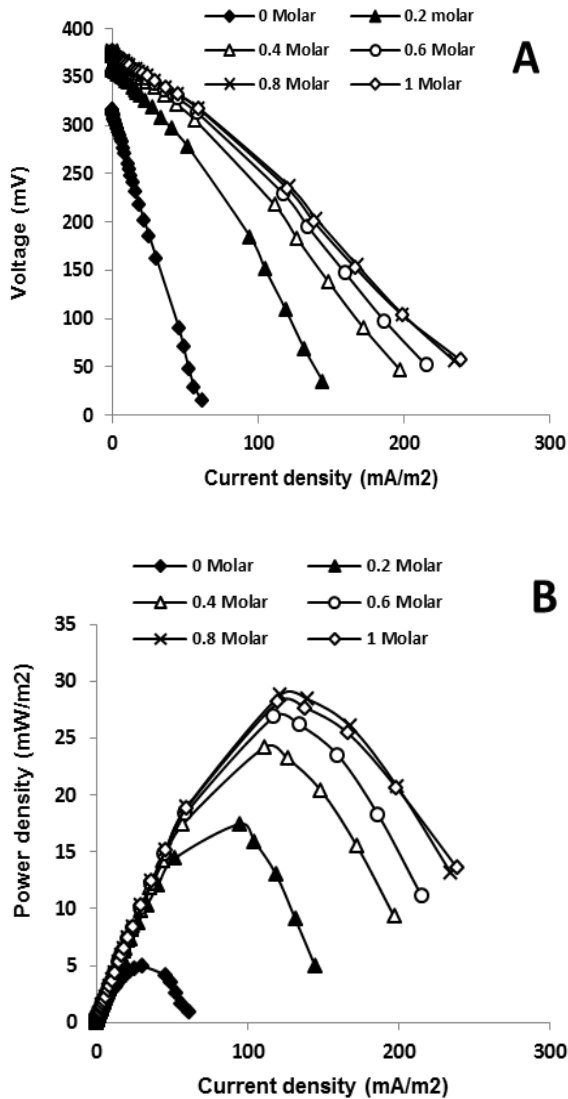 0 Molar 0.2 molar
0.4 Molar 0.6 Molar
0.8 Molar 1 Molar
A
400
350
300
250
200
150
100
50
0
Voltage (mV)
0 100 200 300
Current density (mA/m2)
0 Molar 0.2 Molar
0.4 Molar 0.6 Molar
0.8 Molar 1 Molar
B
35
30
25
20
15
10
5
0
Power density (mW/m2)
0 100 200 300
Current density (mA/m2)